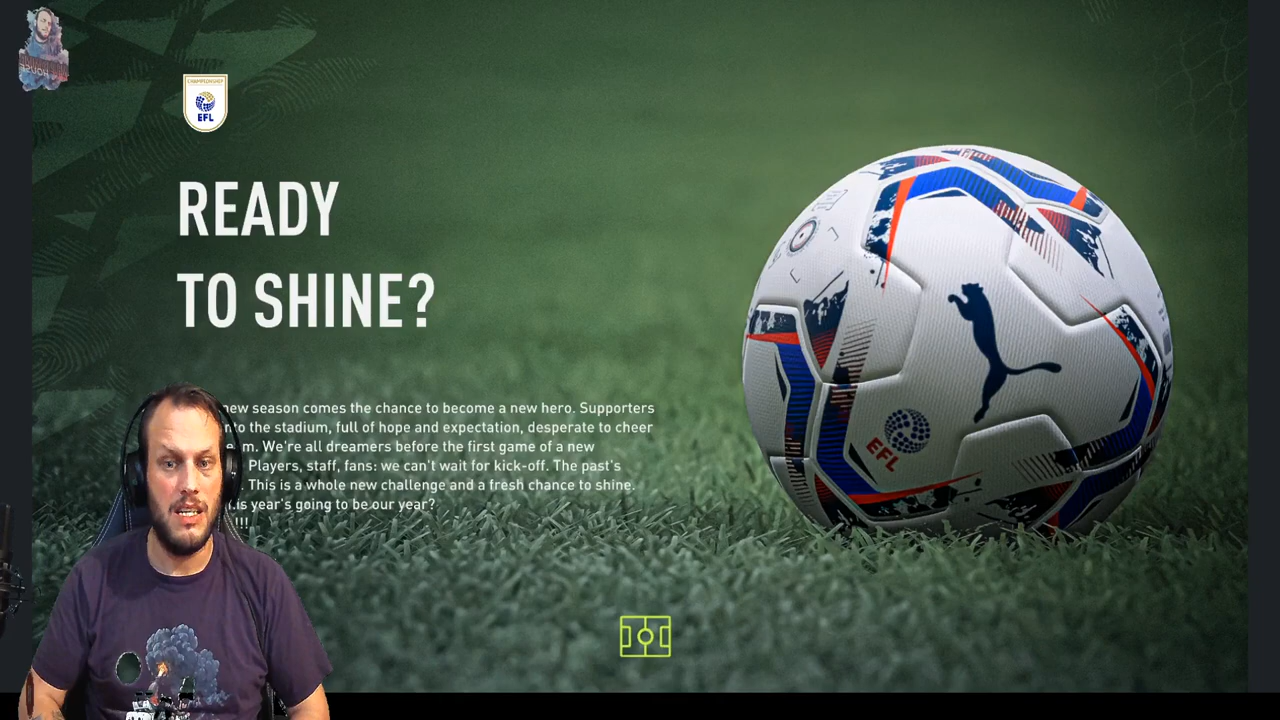 CHAMPIONSHIP
EFL
READY
TO SHINE?
new season comes the chance to become a new hero. Supporters
the stadium, full of hope and expectation, desperate to cheer
We're all dreamers before the first game of a new
Players, staff, fans: we can't wait for kick-off. The past's
This is a whole new challenge and a fresh chance to shine.
year's going to be our year?
!!!
EFL